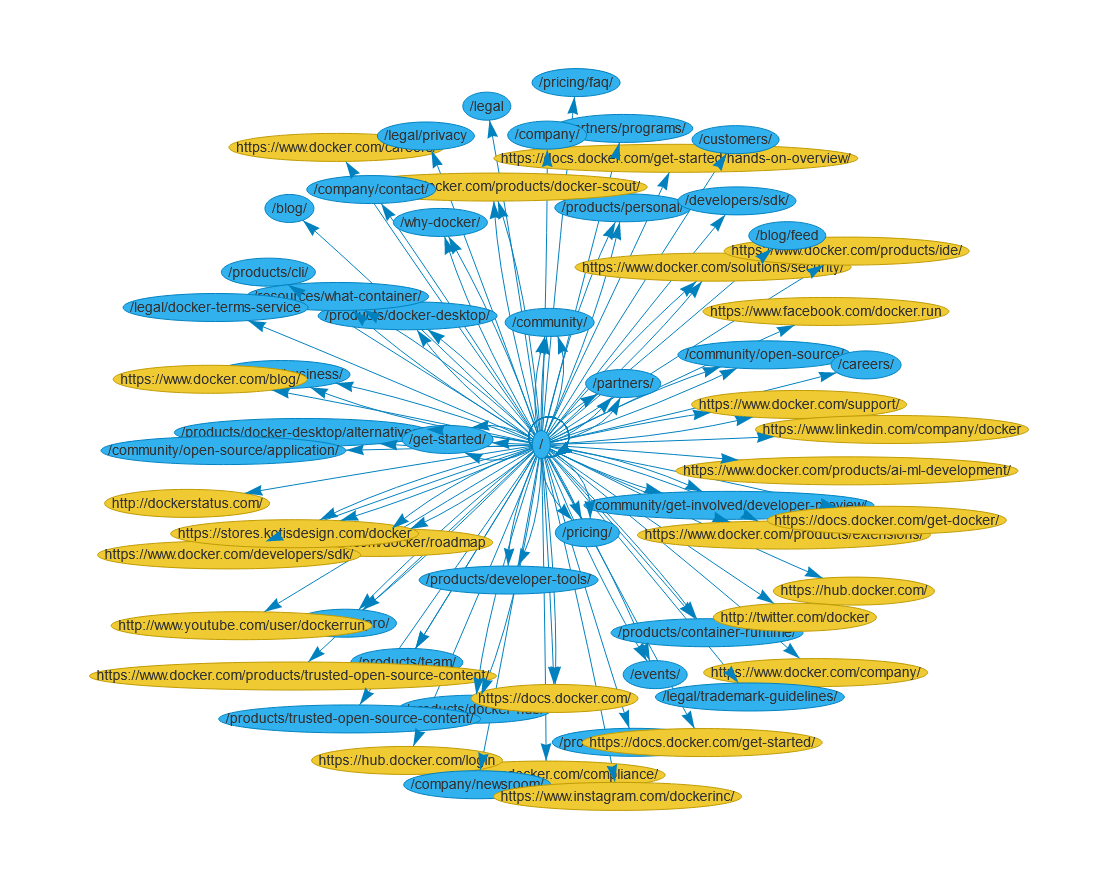 /pricing/faq/
/legal
/partners/programs/
/company/
/legal/privacy
https://www.docker.com/careers/
/customers/
https://docs.docker.com/get-started/hands-on-overview/
docker.com/products/docker-scout/
/company/contact/
/developers/sdk/
/products/personal/
/blog/
/why-docker/
/blog/feed
https://www.docker.com/products/ide/
https://www.docker.com/solutions/security/
/products/cli/
/resources/what-container/
/legal/docker-terms-service
/products/docker-desktop/
https://www.facebook.com/docker.run
/community/
/community/open-source/
/careers/
https://www.docker.com/blog/
business/
/partners/
https://www.docker.com/support/
https://www.linkedin.com/company/docker
/products/docker-desktop/alternatives
/get-started/
/
/community/open-source/application/
https://www.docker.com/products/ai-ml-development/
http://dockerstatus.com/
/community/get-involved/developer-preview/
https://docs.docker.com/get-docker/
https://stores.kotisdesign.com/docker
/pricing/
https://www.docker.com/products/extensions/
/docker/roadmap
https://www.docker.com/developers/sdk/
/products/developer-tools/
https://hub.docker.com/
http://twitter.com/docker
http://www.youtube.com/user/dockerrun
pro/
/products/container-runtime/
/products/team/
https://www.docker.com/products/trusted-open-source-content/
/events/
https://www.docker.com/company/
https://docs.docker.com/
/legal/trademark-guidelines/
/products/docker-hub/
/products/trusted-open-source-content/
https://docs.docker.com/get-started/
https://hub.docker.com/login
docker.com/compliance/
/company/newsroom/
https://www.instagram.com/dockerinc/